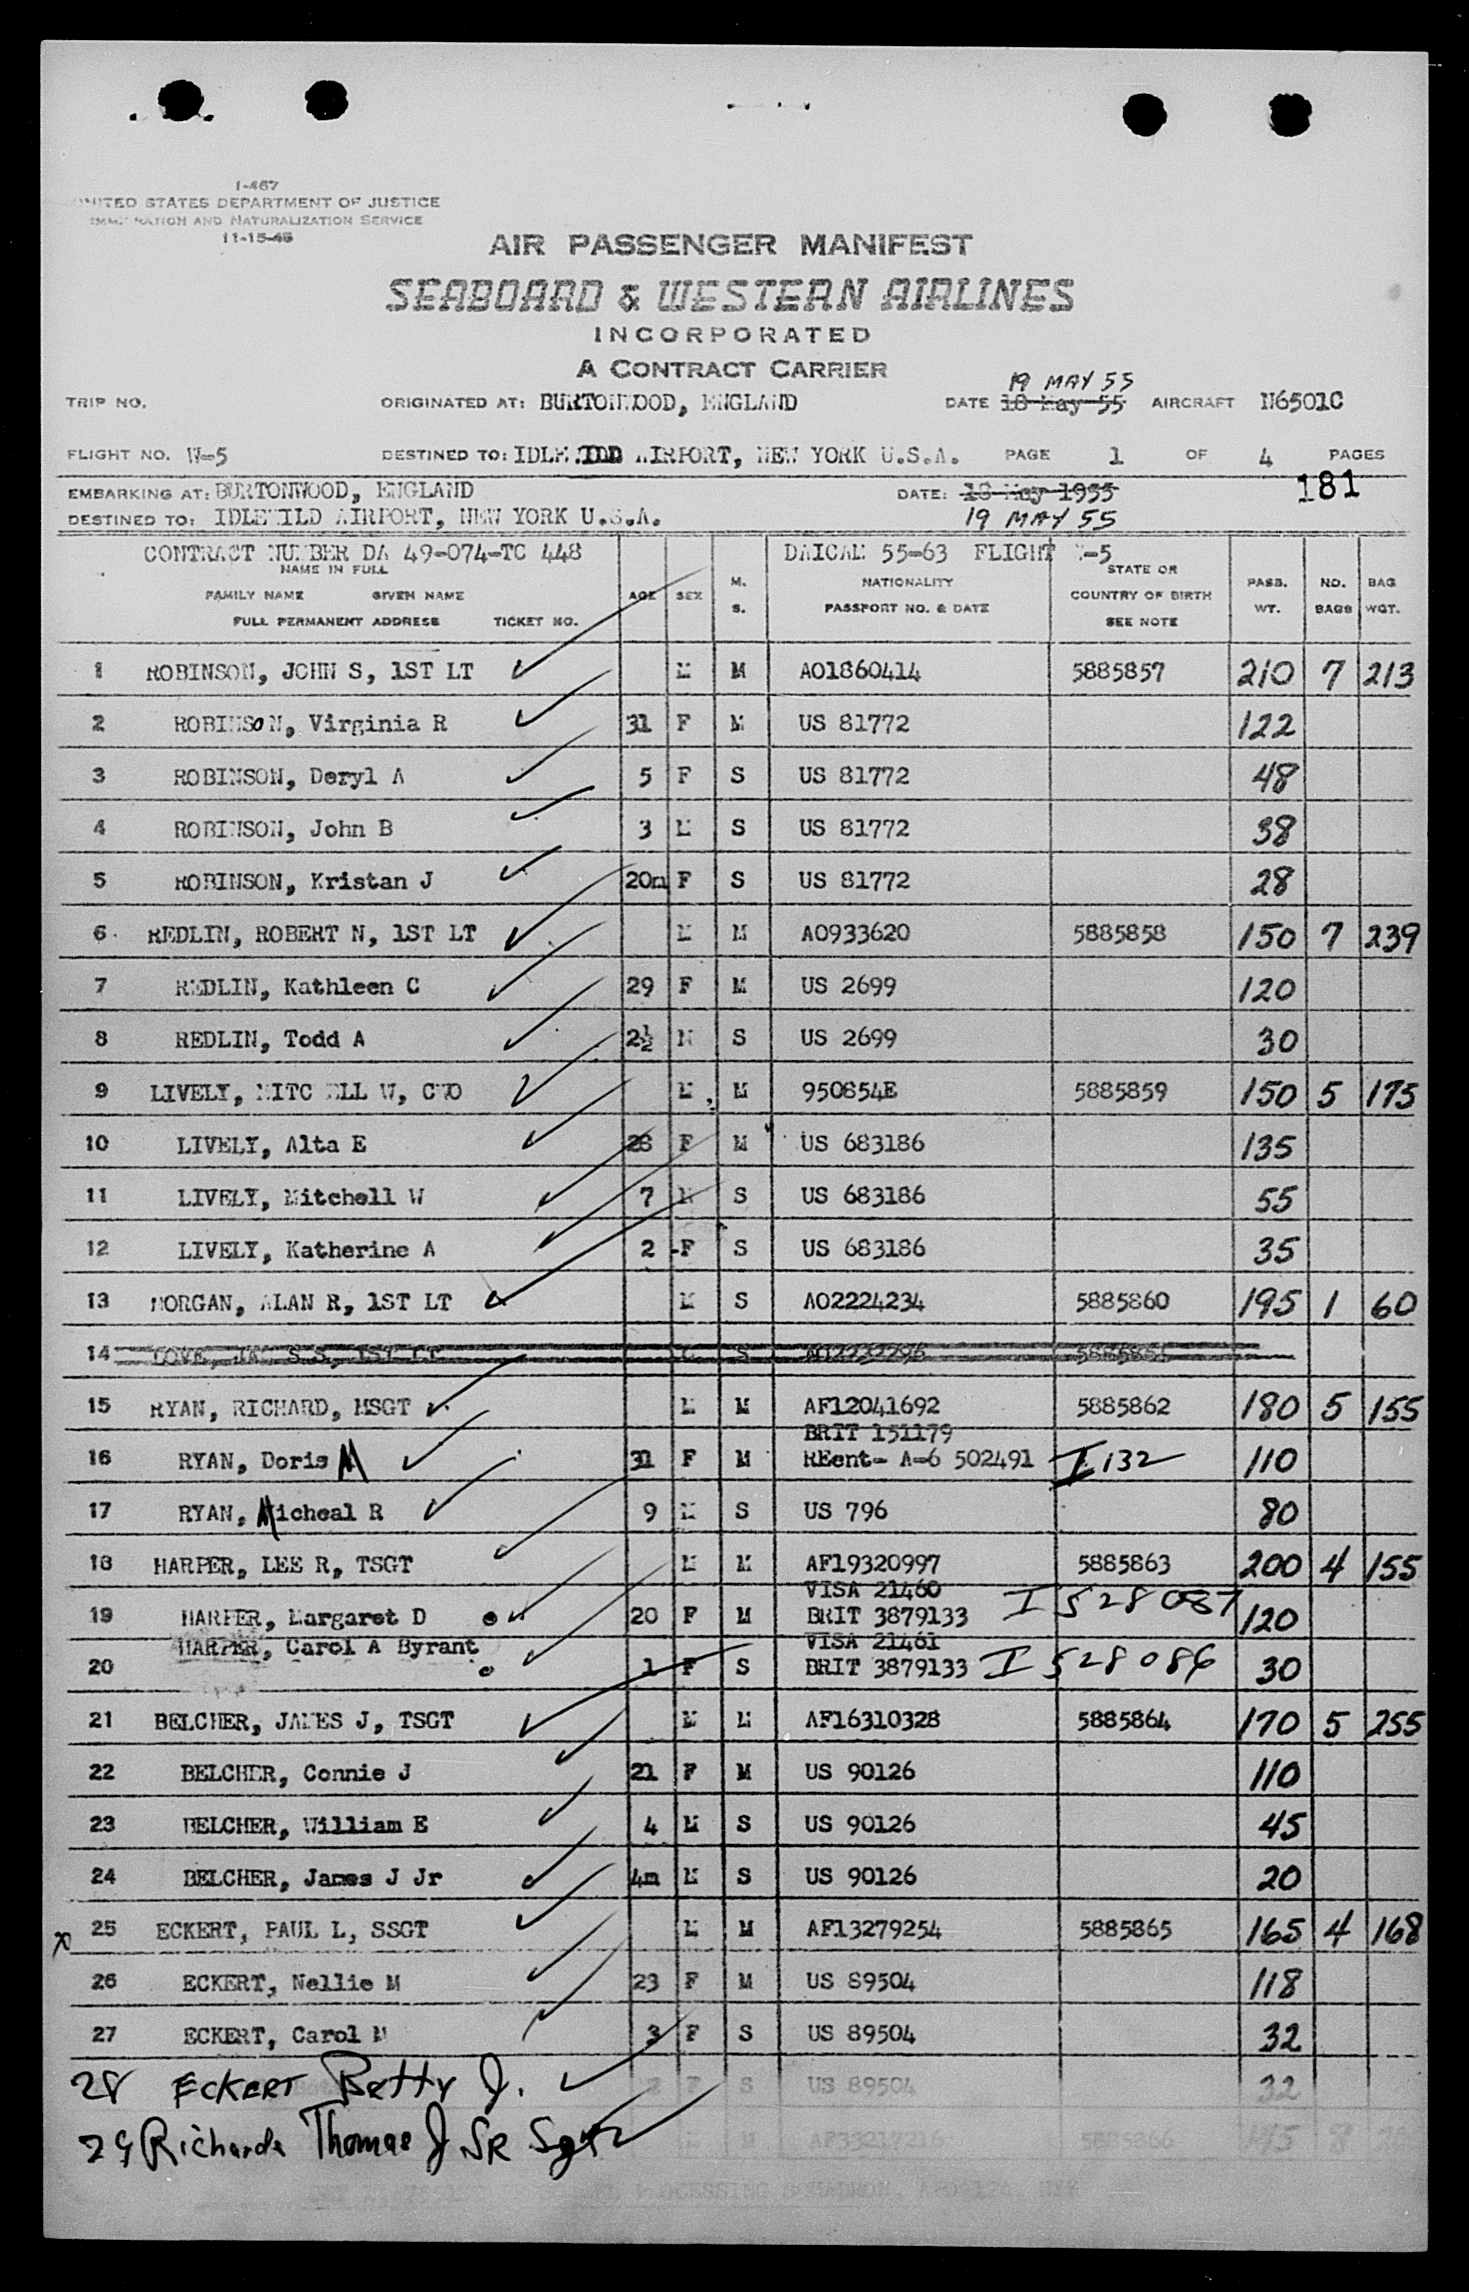 1-467
UNITED STATES DEPARTMENT OF JUSTICE
IMMIGRATION AND NATURALIZATION SERVICE
11-15-46
AIR PASSENGER MANIFEST
SEABOARD & WESTERN AIRLINES
INCORPORATED
A CONTRACT CARRIER
19 MAY 55
TRIP NO. ORIGINATED AT: BURTONWOOD, ENGLAND DATE 18 May 55 AIRCRAFT N6501C
FLIGHT NO. W-5 DESTINED TO: IDLEWILD AIRPORT, NEW YORK U.S.A. PAGE 1 OF 4 PAGES
EMBARKING AT: BURTONWOOD, ENGLAND DATE: 18 May 1955 181
DESTINED TO: IDLEWILD AIRPORT, NEW YORK U.S.A. 19 MAY 55
CONTRACT NUMBER DA 49-074-TC 448 DAICAM 55-63 FLIGHT W-5
NAME IN FULL M. NATIONALITY STATE OR PASS. NO. BAG
FAMILY NAME GIVEN NAME AGE SEX S. PASSPORT NO. & DATE COUNTRY OF BIRTH WT. BAGS WGT.
FULL PERMANENT ADDRESS TICKET NO. SEE NOTE
1 ROBINSON, JOHN S, 1ST LT M M AO1860414 5885857 210 7 213
2 ROBINSON, Virginia R 31 F M US 81772 122
3 ROBINSON, Deryl A 5 F S US 81772 48
4 ROBINSON, John B 3 M S US 81772 38
5 ROBINSON, Kristan J 20m F S US 81772 28
6 REDLIN, ROBERT N, 1ST LT M M AO933620 5885858 150 7 239
7 REDLIN, Kathleen C 29 F M US 2699 120
8 REDLIN, Todd A 2½ M S US 2699 30
9 LIVELY, MITC ELL W, CWO M M 950854E 5885859 150 5 175
10 LIVELY, Alta E 28 F M US 683186 135
11 LIVELY, Mitchell W 7 M S US 683186 55
12 LIVELY, Katherine A 2 F S US 683186 35
13 MORGAN, ALAN R, 1ST LT M S AO2224234 5885860 195 1 60
14 LOVE, S S, 1ST LT S
15 RYAN, RICHARD, MSGT M M AF12041692 5885862 180 5 155
BRIT 151179
16 RYAN, Doris M 31 F M REent- A-6 502491 I 132 110
17 RYAN, Micheal R 9 M S US 796 80
18 HARPER, LEE R, TSGT M M AF19320997 5885863 200 4 155
VISA 21460
19 HARPER, Margaret D 20 F M BRIT 3879133 I 528087 120
HARPER, Carol A Byrant VISA 21461
20 1 F S BRIT 3879133 I 528086 30
21 BELCHER, JAMES J, TSGT M M AF16310328 5885864 170 5 255
22 BELCHER, Connie J 21 F M US 90126 110
23 BELCHER, William E 4 M S US 90126 45
24 BELCHER, James J Jr 4m M S US 90126 20
25 ECKERT, PAUL L, SSGT M M AF13279254 5885865 165 4 168
26 ECKERT, Nellie M 23 F M US 89504 118
27 ECKERT, Carol M 3 F S US 89504 32
28 ECKERT Betty J. 2 F S US 89504 32
29 Richards Thomas J SR Sgt M M AF33217216 5885866 8